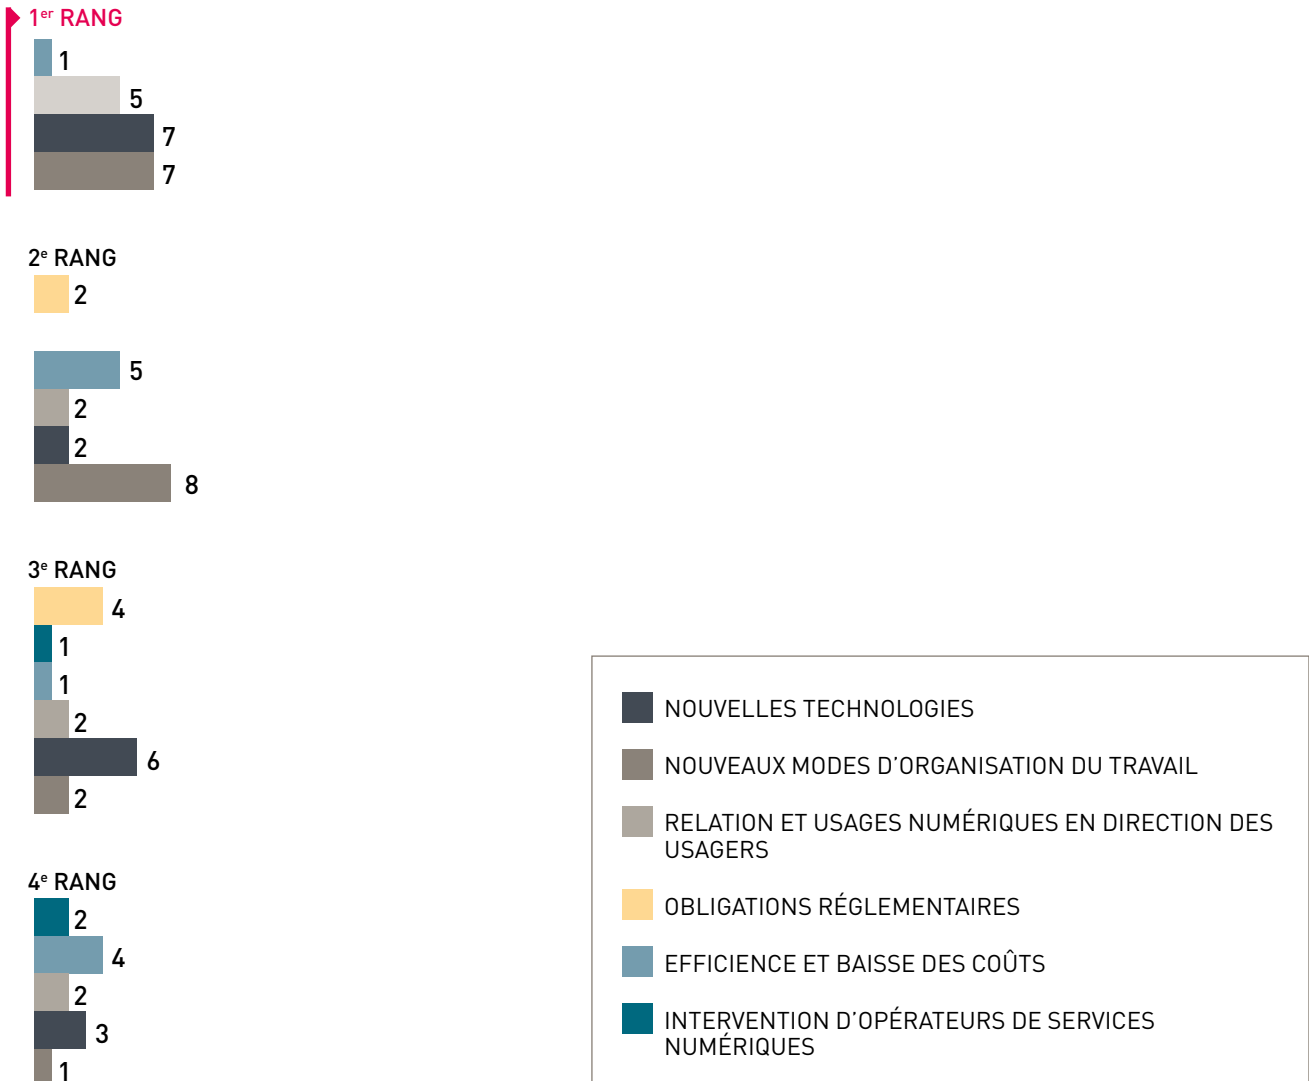 1er RANG
1
5
7
7
2e RANG
2
5
2
2
8
3e RANG
4
1
1
2
6
2
4e RANG
2
4
2
3
1
NOUVELLES TECHNOLOGIES
NOUVEAUX MODES D'ORGANISATION DU TRAVAIL
RELATION ET USAGES NUMÉRIQUES EN DIRECTION DES
USAGERS
OBLIGATIONS RÉGLEMENTAIRES
EFFICIENCE ET BAISSE DES COÛTS
INTERVENTION D'OPÉRATEURS DE SERVICES
NUMÉRIQUES